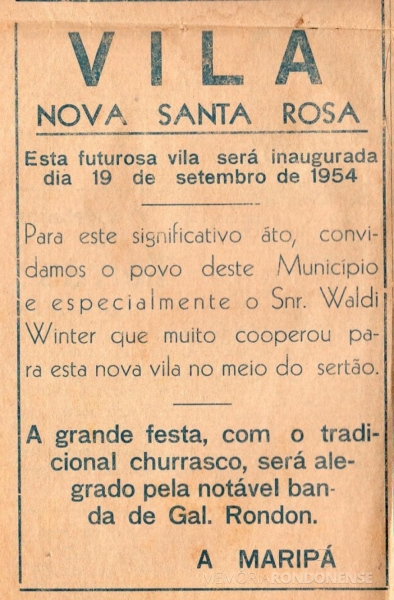 VILA
NOVA SANTA ROSA
Esta futurosa vila será inaugurada
dia 19 de setembro de 1954
Para este significativo áto, convi-
damos o povo deste Município
e especialmente o Snr. Waldi
Winter que muito cooperou pa-
ra esta nova vila no meio do sertão.
A grande festa, com o tradi-
cional churrasco, será ale-
grado pela notável ban-
da de Gal. Rondon.
A MARIPÁ
MEMÓRIA RONDONENSE